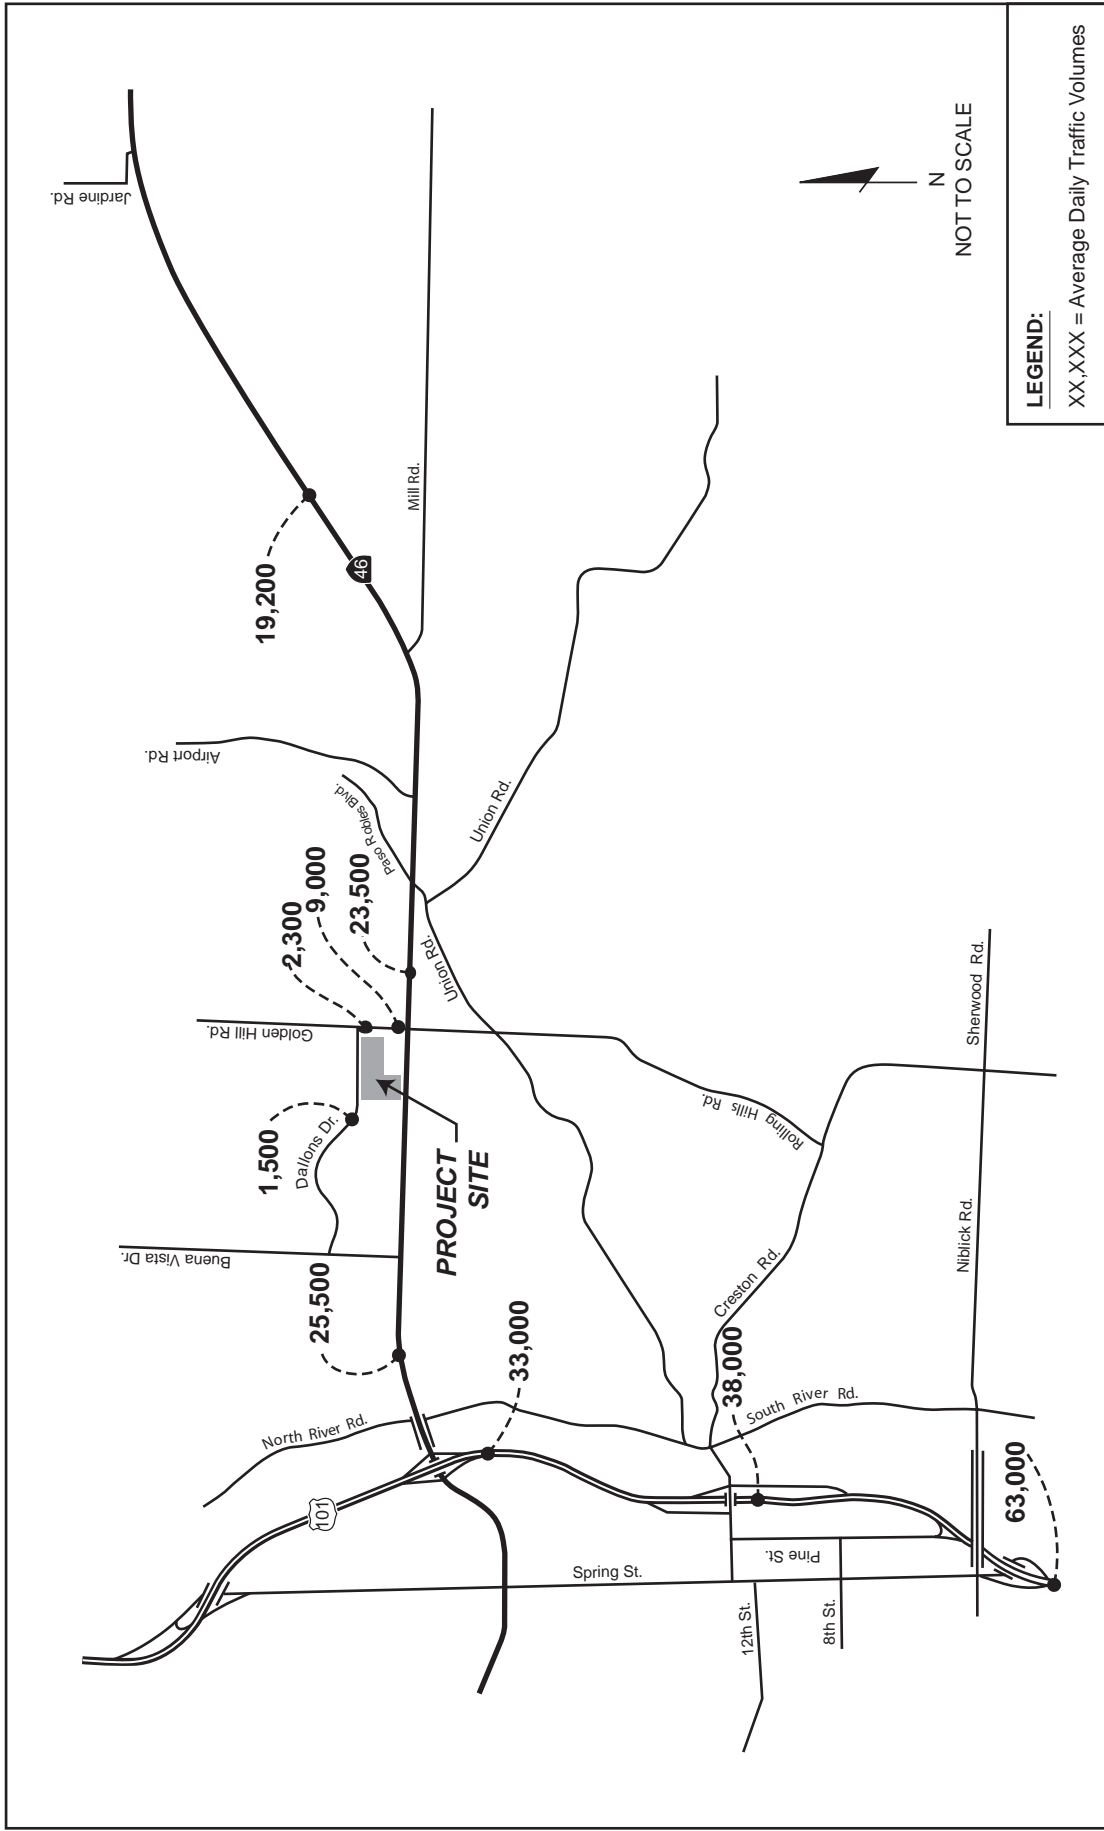 Jardine Rd.
19,200
46
Mill Rd.
Airport Rd.
Paso Robles Blvd.
Union Rd.
2,300
9,000
23,500
Union Rd.
Golden Hill Rd.
1,500
Dallons Dr.
PROJECT
SITE
Buena Vista Dr.
25,500
33,000
North River Rd.
101
Rolling Hills Rd.
Creston Rd.
38,000
South River Rd.
Sherwood Rd.
Niblick Rd.
63,000
Spring St.
Pine St.
12th St.
8th St.
N
NOT TO SCALE
LEGEND:
XX,XXX = Average Daily Traffic Volumes